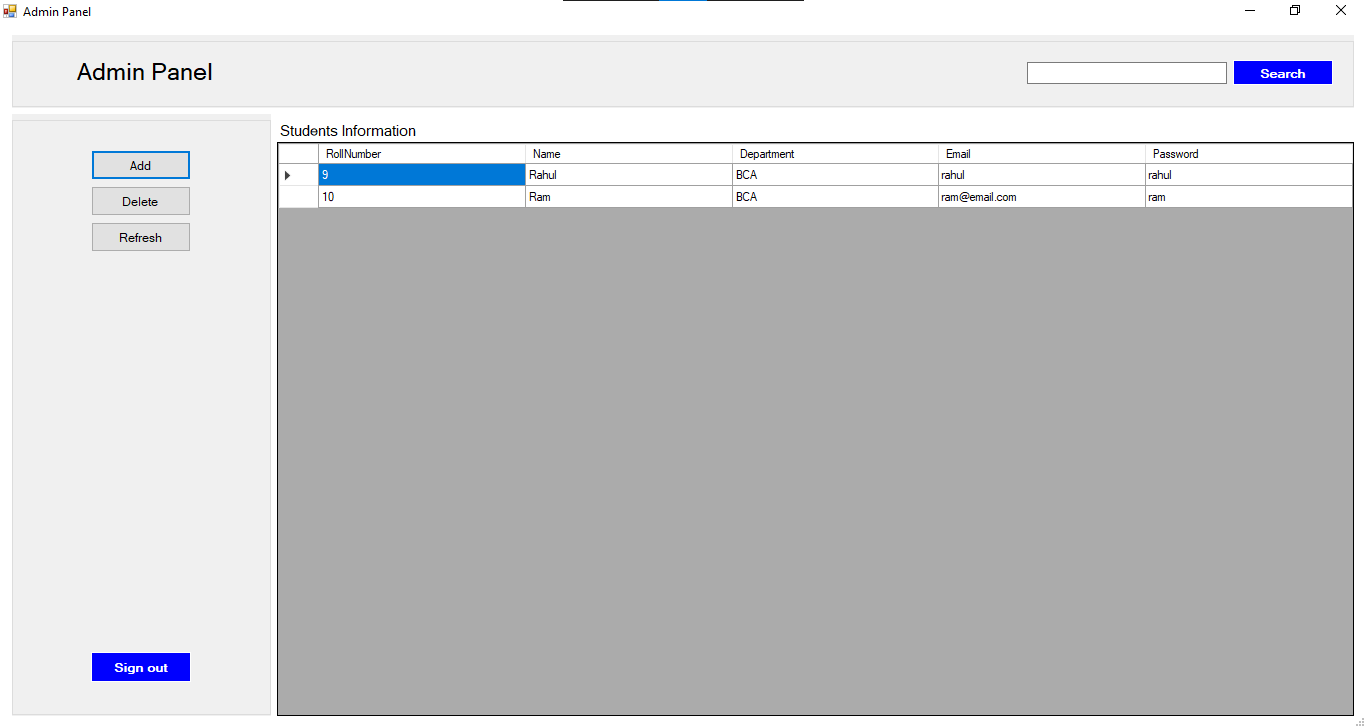 Admin Panel
Admin Panel
Search
Add
Delete
Refresh
Sign out
Students Information
RollNumber Name Department Email Password
9 Rahul BCA rahul rahul
10 Ram BCA ram@email.com ram